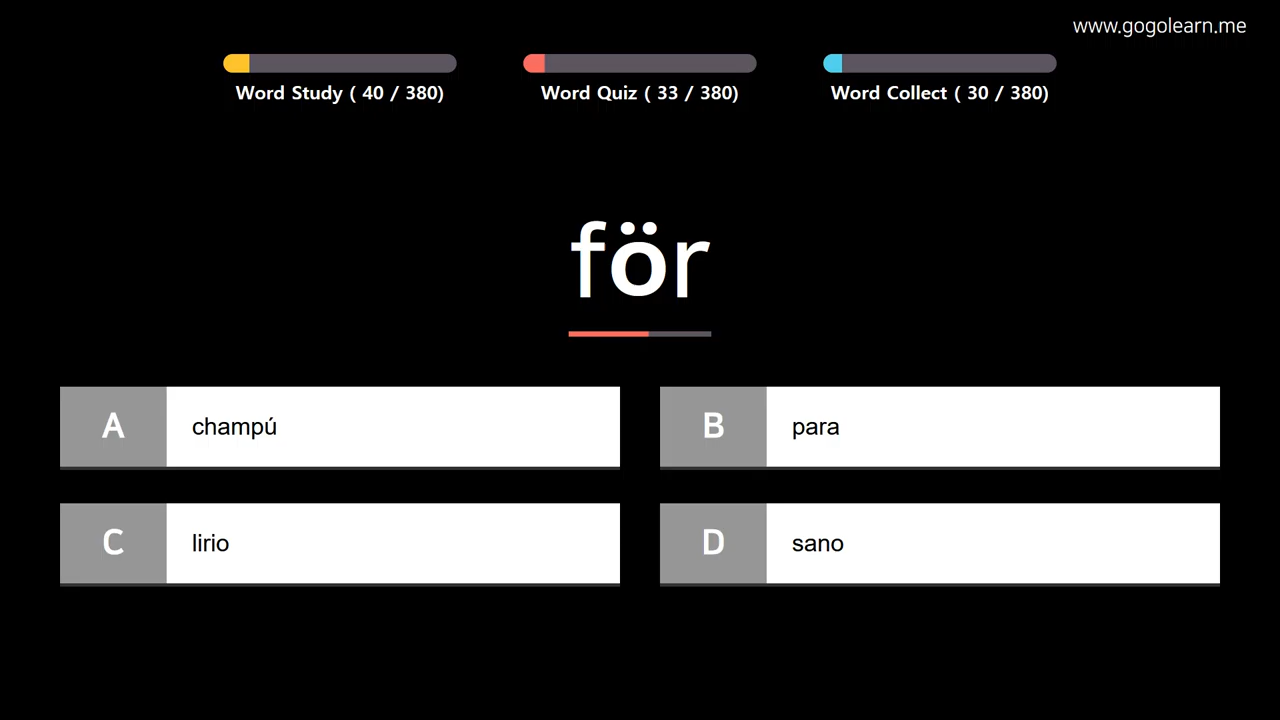 www.gogolearn.me
Word Study ( 40 / 380)
Word Quiz ( 33 / 380)
Word Collect ( 30 / 380)
för
A champú
B para
C lirio
D sano